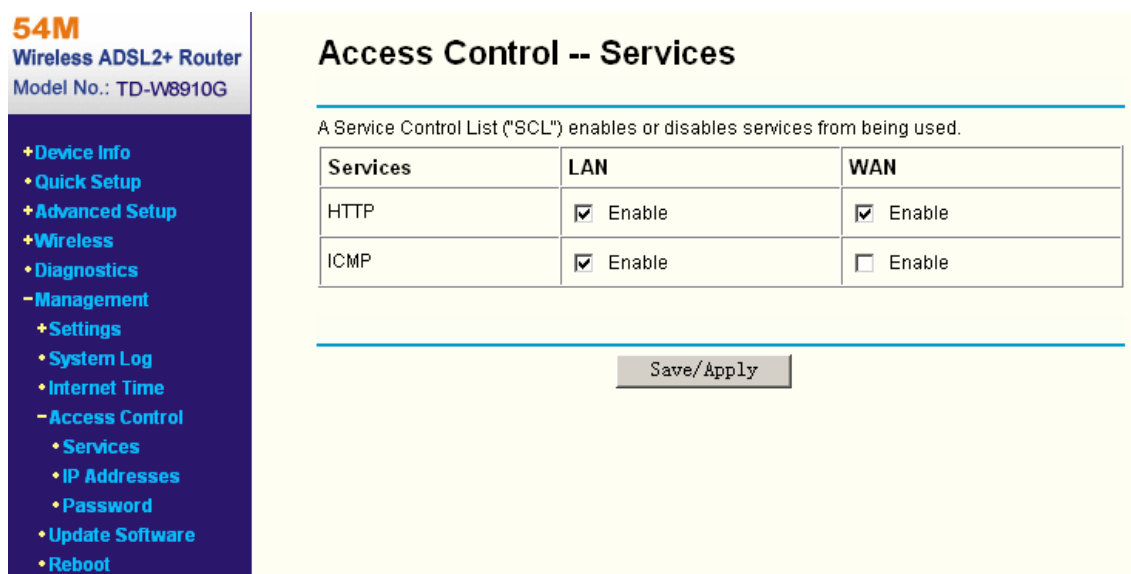 54M
Wireless ADSL2+ Router
Model No.: TD-W8910G
+Device Info
•Quick Setup
+Advanced Setup
+Wireless
•Diagnostics
-Management
+Settings
•System Log
•Internet Time
-Access Control
•Services
•IP Addresses
•Password
•Update Software
•Reboot
Access Control -- Services
A Service Control List ("SCL") enables or disables services from being used.
Services LAN WAN
HTTP Enable Enable
ICMP Enable Enable
Save/Apply